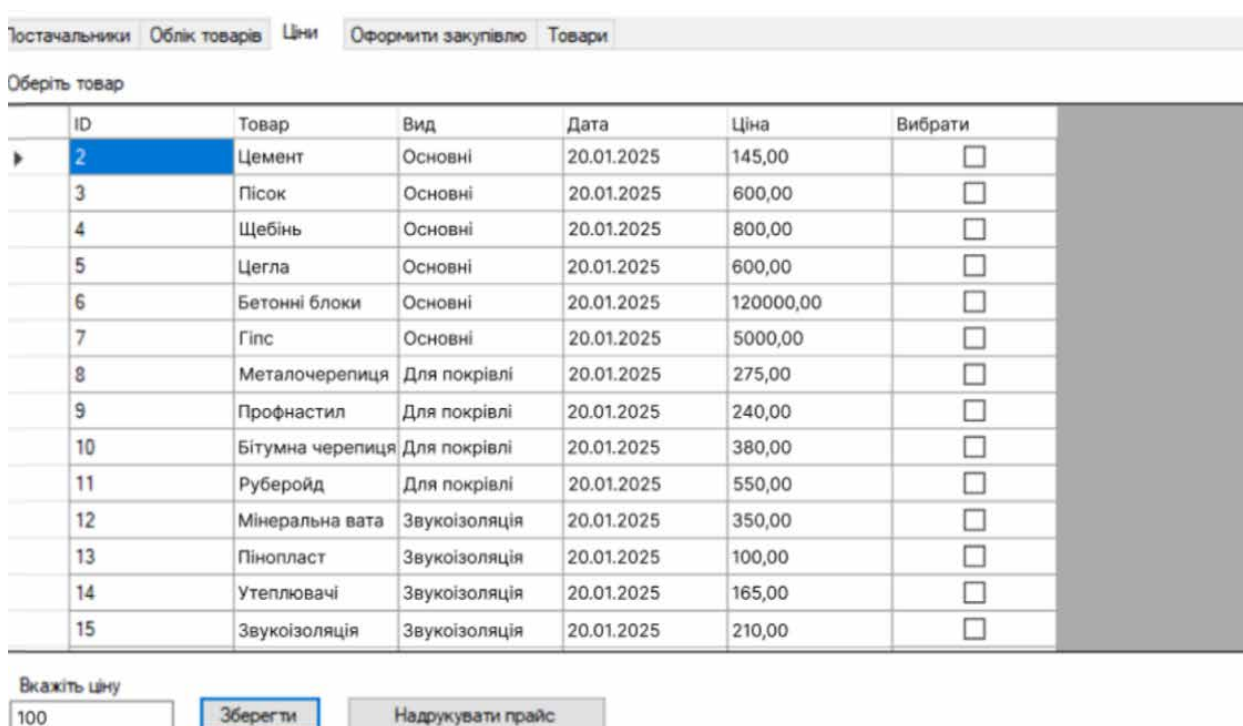 Постачальники Облік товарів Ціни Оформити закупівлю Товари
Оберіть товар
ID Товар Вид Дата Ціна Вибрати
2 Цемент Основні 20.01.2025 145,00
3 Пісок Основні 20.01.2025 600,00
4 Щебінь Основні 20.01.2025 800,00
5 Цегла Основні 20.01.2025 600,00
6 Бетонні блоки Основні 20.01.2025 120000,00
7 Гіпс Основні 20.01.2025 5000,00
8 Металочерепиця Для покрівлі 20.01.2025 275,00
9 Профнастил Для покрівлі 20.01.2025 240,00
10 Бітумна черепиця Для покрівлі 20.01.2025 380,00
11 Руберойд Для покрівлі 20.01.2025 550,00
12 Мінеральна вата Звукоізоляція 20.01.2025 350,00
13 Пінопласт Звукоізоляція 20.01.2025 100,00
14 Утеплювачі Звукоізоляція 20.01.2025 165,00
15 Звукоізоляція Звукоізоляція 20.01.2025 210,00
Вкажіть ціну
100 Зберегти Надрукувати прайс